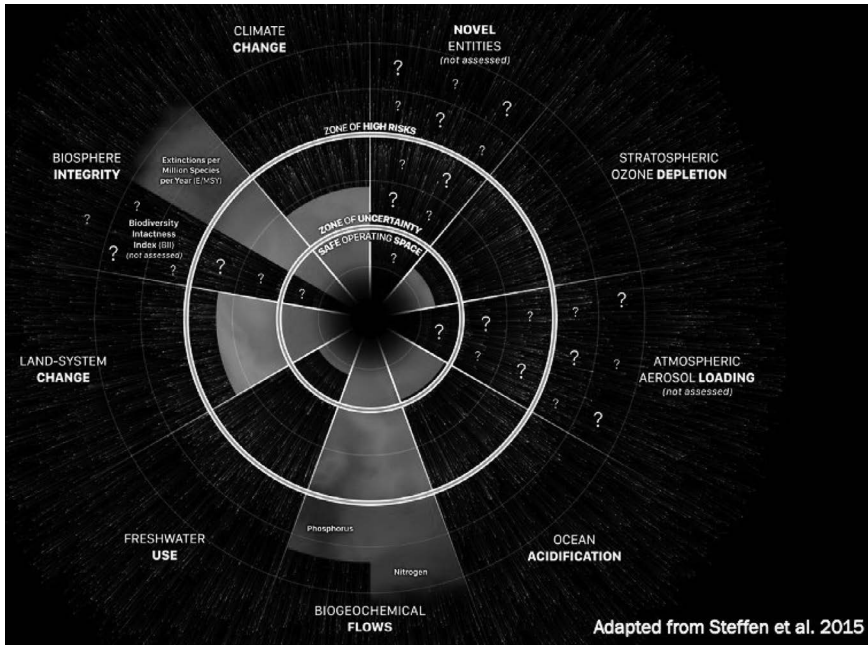 CLIMATE
CHANGE
NOVEL
ENTITIES
(not assessed)
?
?
?
?
?
?
?
ZONE OF HIGH RISKS
BIOSPHERE
INTEGRITY
Extinctions per
Million Species
per Year (E/MSY)
STRATOSPHERIC
OZONE DEPLETION
?
?
?
?
?
Biodiversity
Intactness
Index (BII)
(not assessed)
?
?
?
?
?
?
ZONE OF UNCERTAINTY
SAFE OPERATING SPACE
?
?
?
?
?
?
?
?
?
?
?
?
?
LAND-SYSTEM
CHANGE
ATMOSPHERIC
AEROSOL LOADING
(not assessed)
Phosphorus
Nitrogen
FRESHWATER
USE
OCEAN
ACIDIFICATION
BIOGEOCHEMICAL
FLOWS
Adapted from Steffen et al. 2015